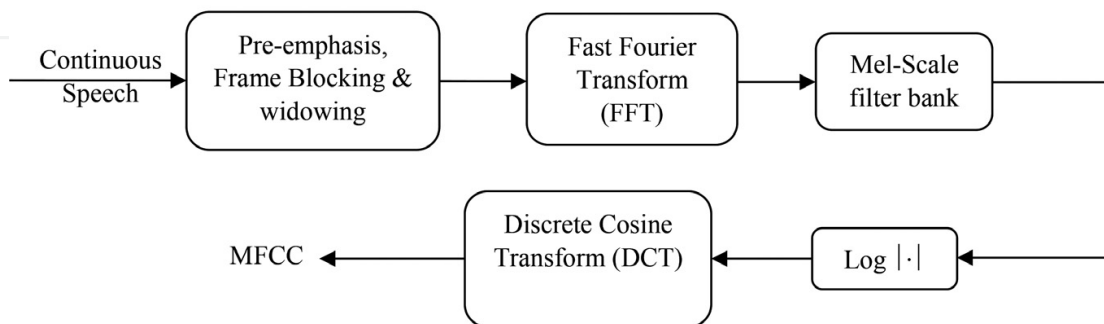 Continuous
Speech
Pre-emphasis,
Frame Blocking &
widowing
Fast Fourier
Transform
(FFT)
Mel-Scale
filter bank
MFCC
Discrete Cosine
Transform (DCT)
Log |·|